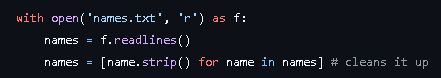 with open('names.txt', 'r') as f:
    names = f.readlines()
    names = [name.strip() for name in names] # cleans it up